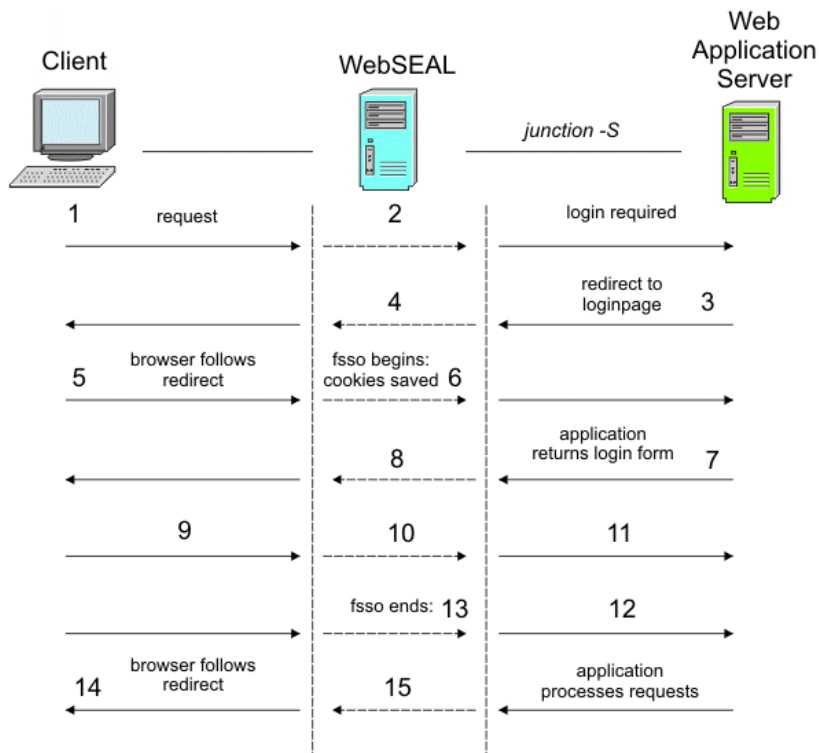 Client
WebSEAL
Web
Application
Server
junction -S
1
request
2
login required
4
redirect to
loginpage
3
5
browser follows
redirect
fsso begins:
cookies saved
6
8
application
returns login form
7
9
10
11
fsso ends:
13
12
browser follows
redirect
14
15
application
processes requests